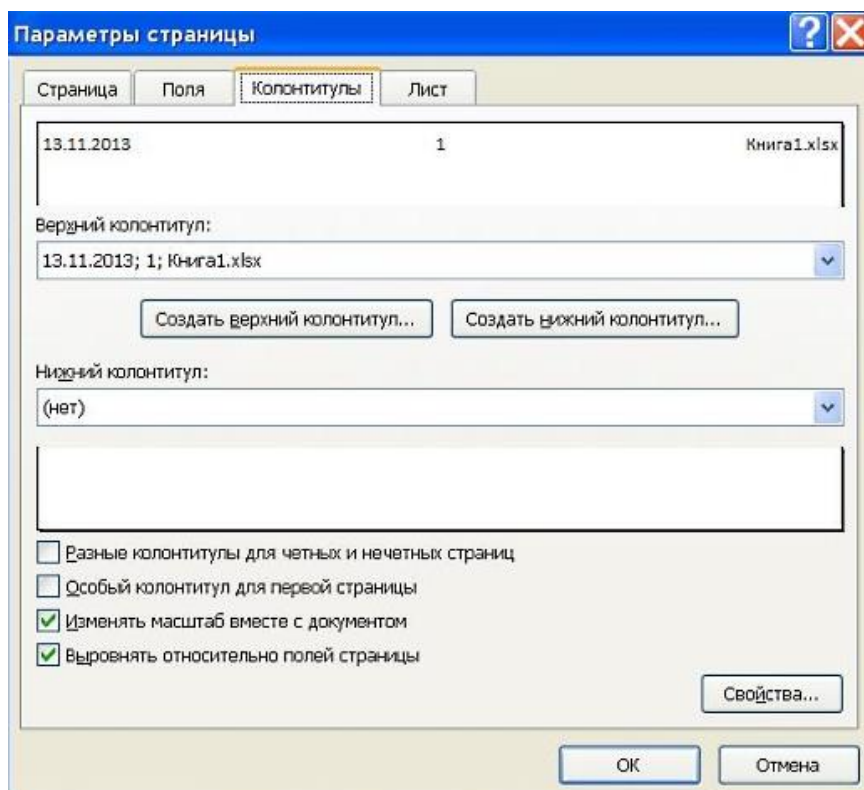 Параметры страницы
Страница Поля Колонтитулы Лист
13.11.2013 1 Книга1.xlsx
Верхний колонтитул:
13.11.2013; 1; Книга1.xlsx
Создать верхний колонтитул... Создать нижний колонтитул...
Нижний колонтитул:
(нет)
Разные колонтитулы для четных и нечетных страниц
Особый колонтитул для первой страницы
Изменять масштаб вместе с документом
Выровнять относительно полей страницы
Свойства...
ОК Отмена